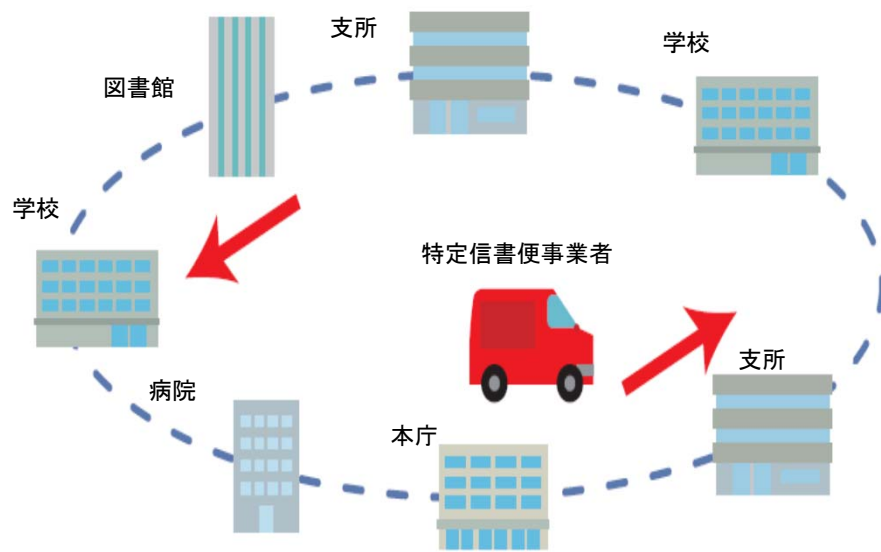 支所
学校
図書館
学校
特定信書便事業者
支所
病院
本庁